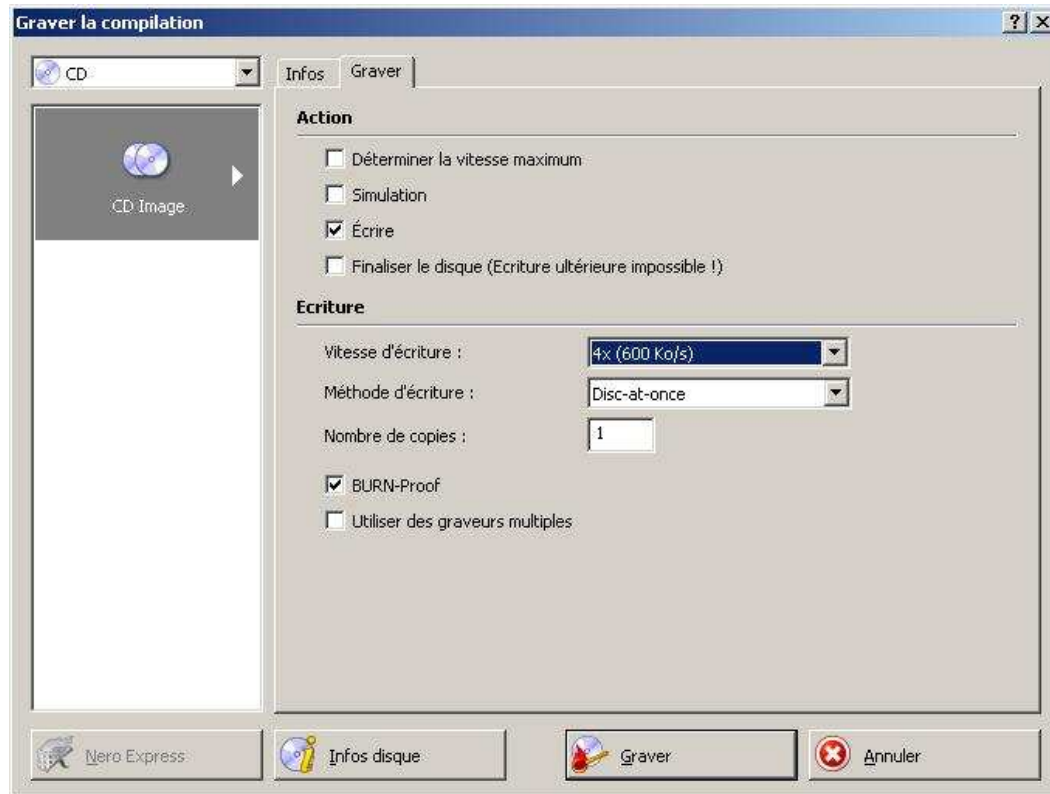 Graver la compilation
CD
Infos
Graver
CD Image
Action
Déterminer la vitesse maximum
Simulation
Écrire
Finaliser le disque (Ecriture ultérieure impossible !)
Ecriture
Vitesse d'écriture :
4x (600 Ko/s)
Méthode d'écriture :
Disc-at-once
Nombre de copies :
1
BURN-Proof
Utiliser des graveurs multiples
Nero Express
Infos disque
Graver
Annuler